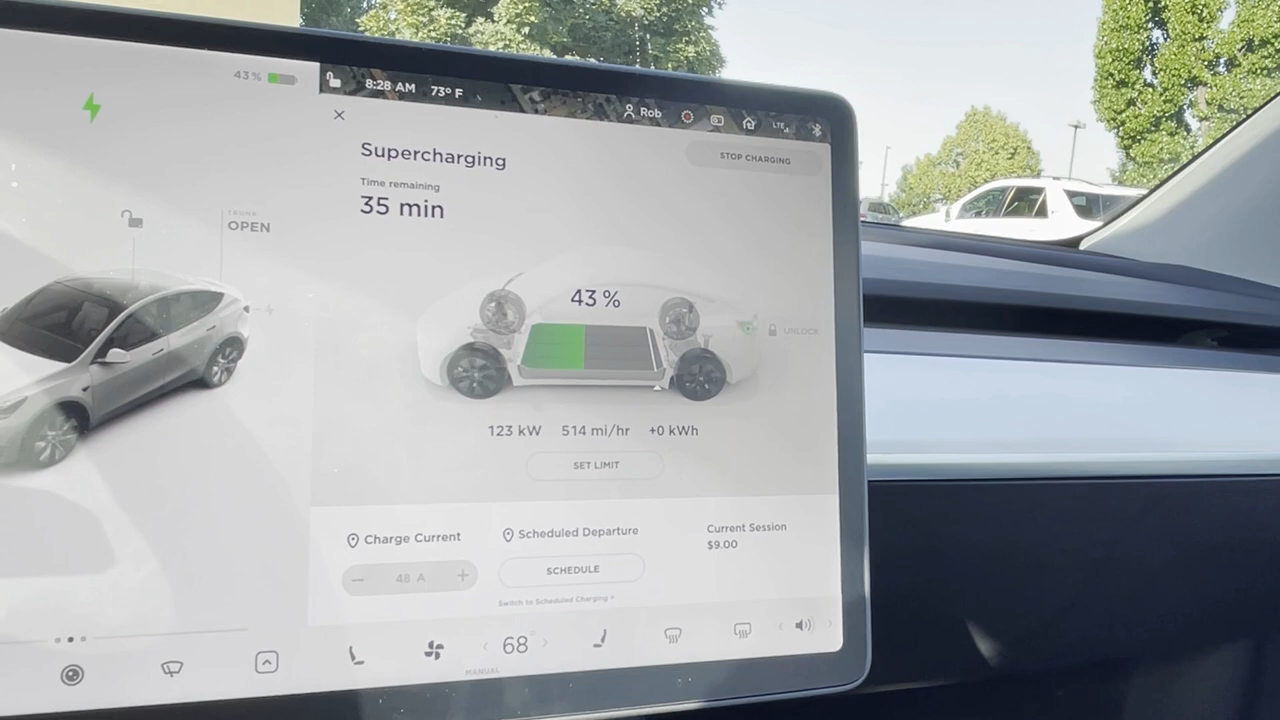 43 %
8:28 AM 73° F
Rob
LTE
Supercharging
STOP CHARGING
Time remaining
35 min
TRUNK
OPEN
43 %
UNLOCK
123 kW 514 mi/hr +0 kWh
SET LIMIT
Charge Current
48 A
Scheduled Departure
SCHEDULE
Switch to Scheduled Charging >
Current Session
$9.00
68°
MANUAL